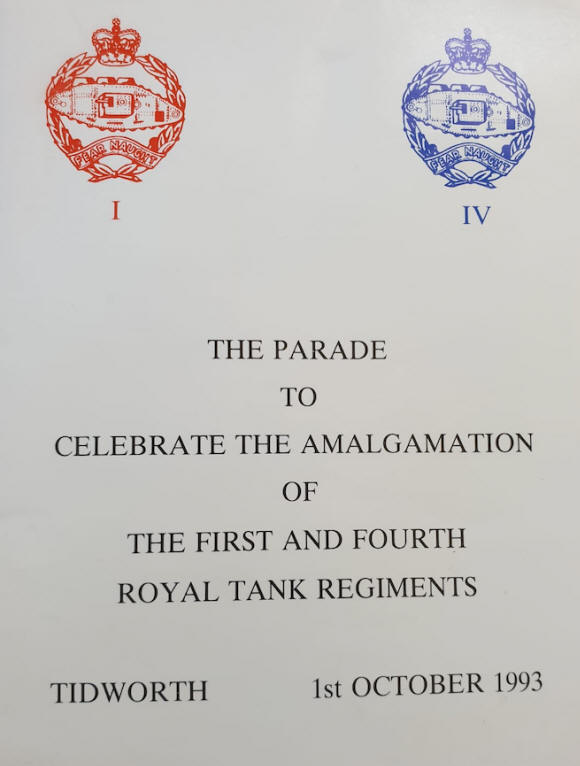 FEAR NAUGHT
FEAR NAUGHT
I
IV
THE PARADE
TO
CELEBRATE THE AMALGAMATION
OF
THE FIRST AND FOURTH
ROYAL TANK REGIMENTS
TIDWORTH
1st OCTOBER 1993